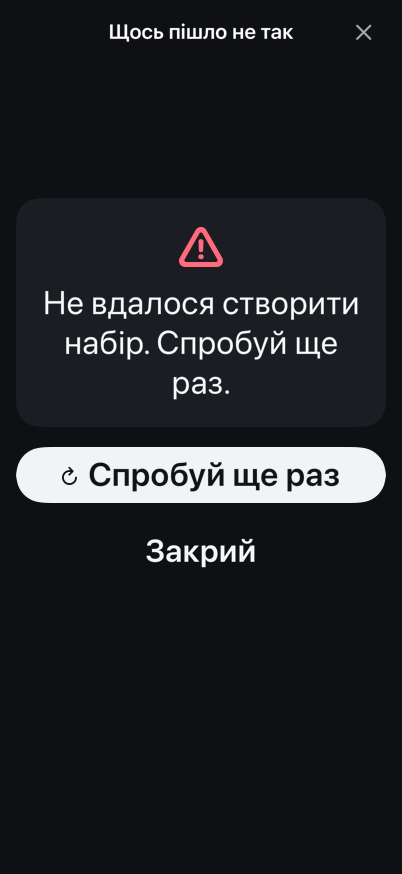 Щось пішло не так
Не вдалося створити
набір. Спробуй ще
раз.
Спробуй ще раз
Закрий